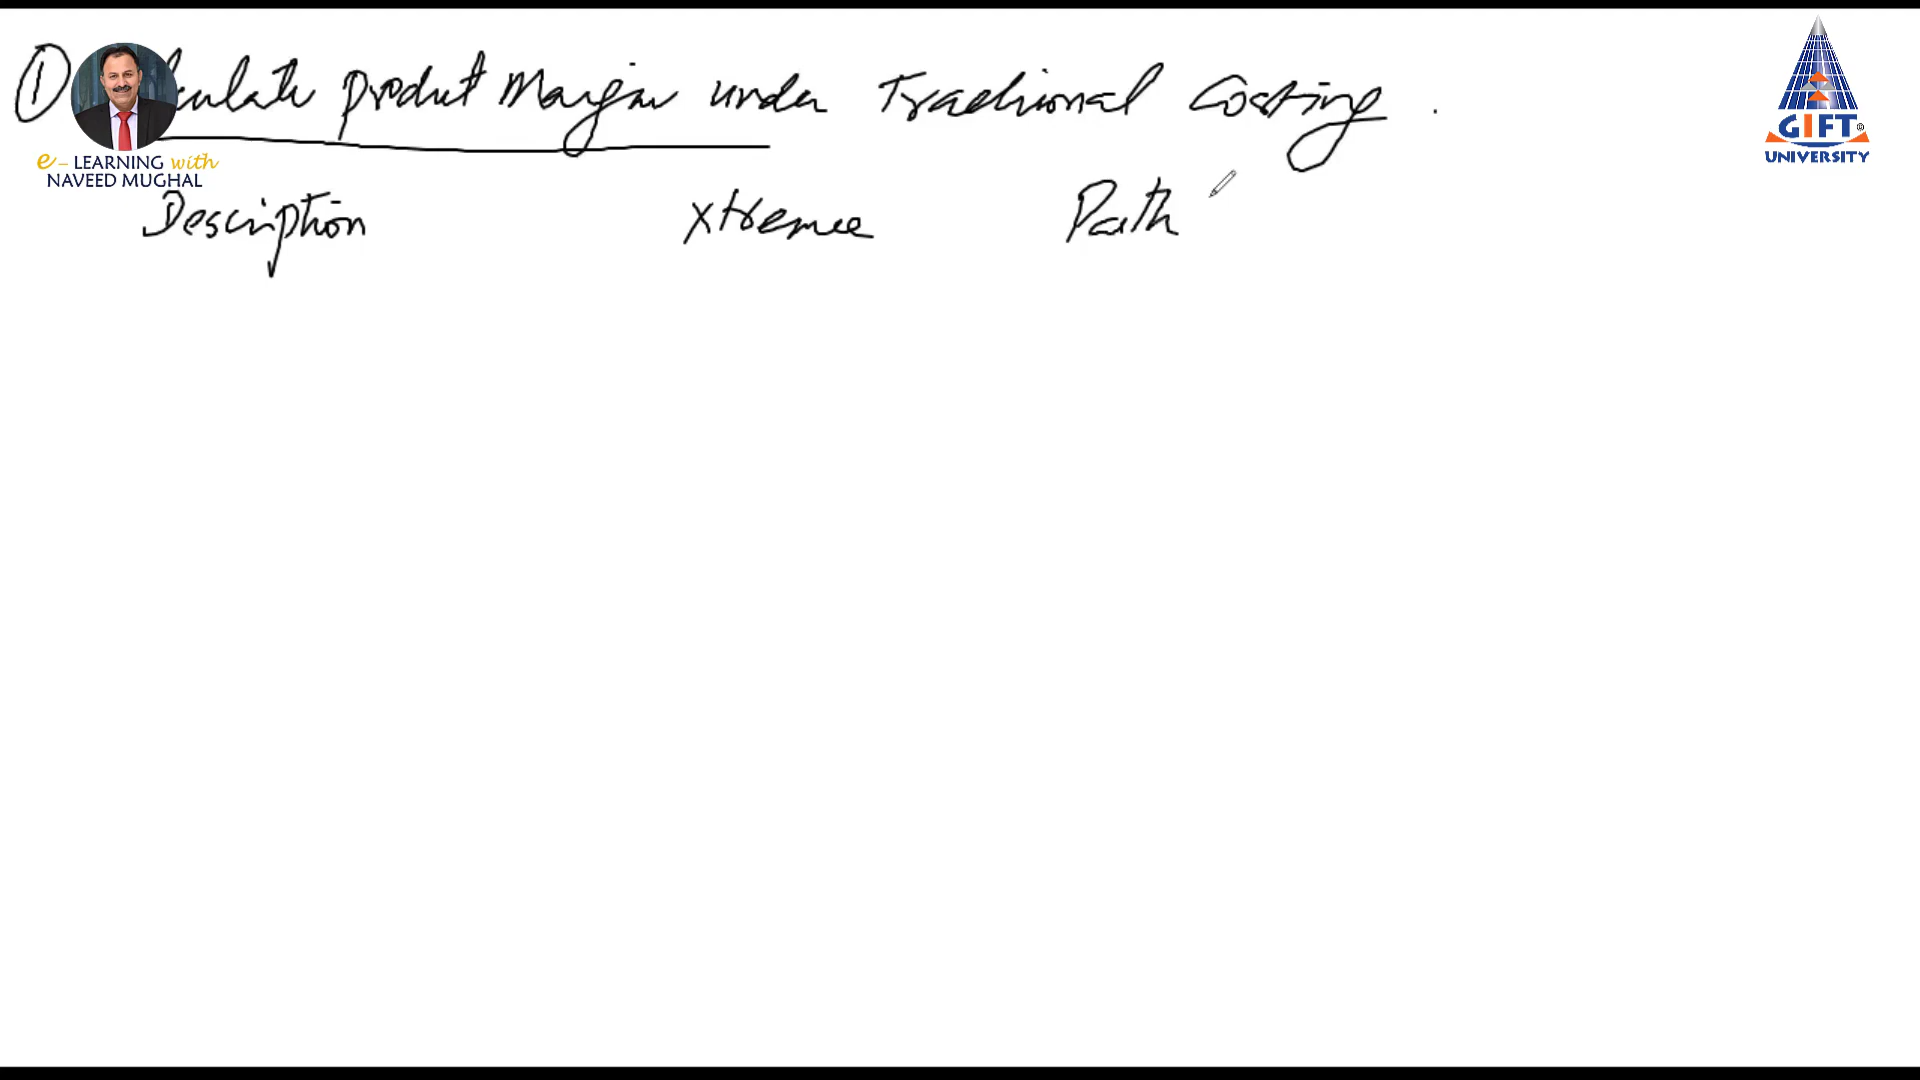 ① culate product Margin under Traditional Costing .
e - LEARNING with
NAVEED MUGHAL
GIFT®
UNIVERSITY
Description Xtreme Path